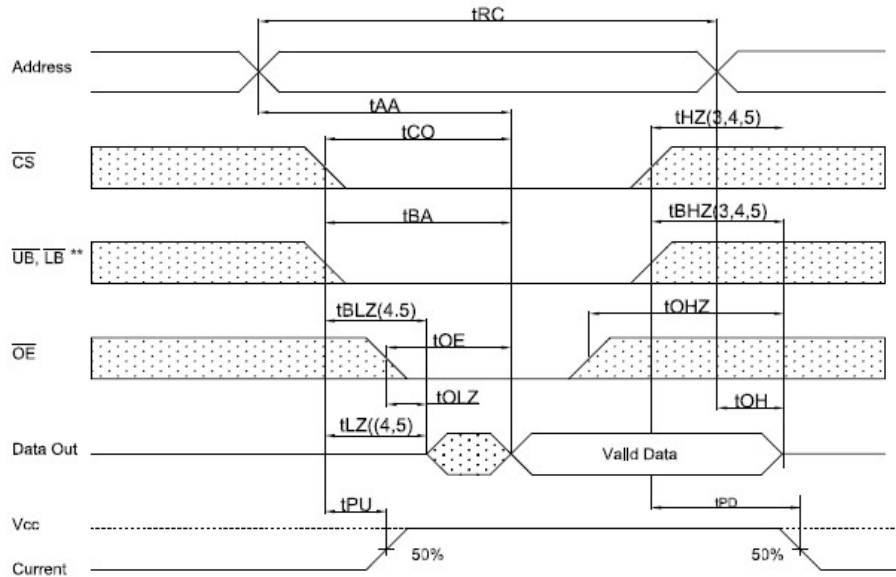 tRC
Address
tAA
tHZ(3,4,5)
tCO
CS
tBHZ(3,4,5)
tBA
UB, LB **
tBLZ(4.5)
tOHZ
tOE
OE
tOLZ
tOH
tLZ((4,5)
Data Out
Valid Data
tPU
tPD
Vcc
50%
50%
Current